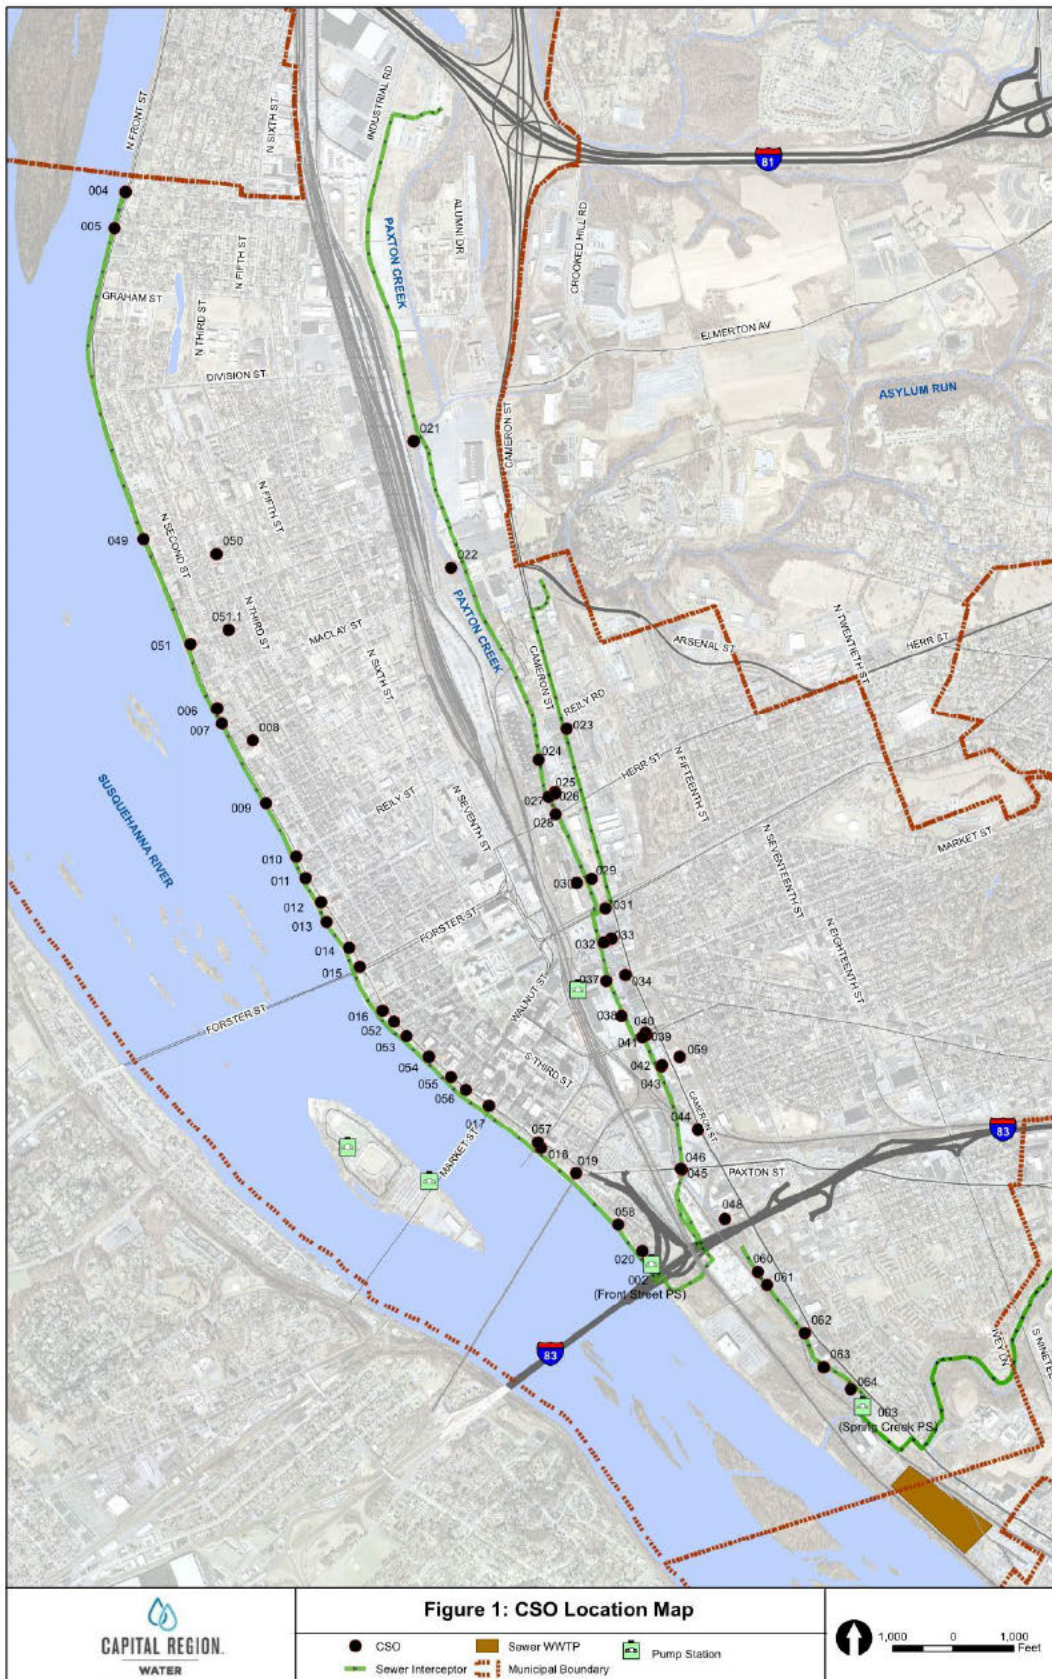 N FRONT ST
N SIXTH ST
INDUSTRIAL RD
81
004
005
PAXTON CREEK
ALUMNI DR
CROOKED HILL RD
N FIFTH ST
GRAHAM ST
N THIRD ST
ELMERTON AV
DIVISION ST
ASYLUM RUN
CAMERON ST
021
N FIFTH ST
N SECOND ST
049
050
022
N THIRD ST
051.1
MACLAY ST
PAXTON CREEK
N TWENTIETH ST
HERR ST
ARSENAL ST
051
N SIXTH ST
CAMERON ST
REILY RD
006
007
008
023
024
N FIFTEENTH ST
HERR ST
SUSQUEHANNA RIVER
REILY ST
025
027
026
028
009
N SEVENTH ST
MARKET ST
N SEVENTEENTH ST
010
011
029
030
012
013
FORSTER ST
031
N EIGHTEENTH ST
014
032
033
015
WALNUT ST
037
034
016
FORSTER ST
038
040
052
041
039
053
S THIRD ST
059
054
042
055
043
056
CAMERON ST
017
044
83
MARKET ST
057
018
046
045
PAXTON ST
019
058
048
020
002
(Front Street PS)
060
061
062
IVEY LN
S NINETE
83
063
064
003
(Spring Creek PS)
CAPITAL REGION
WATER
Figure 1: CSO Location Map
CSO
Sewer WWTP
Pump Station
Sewer Interceptor
Municipal Boundary
1,000 0 1,000
Feet